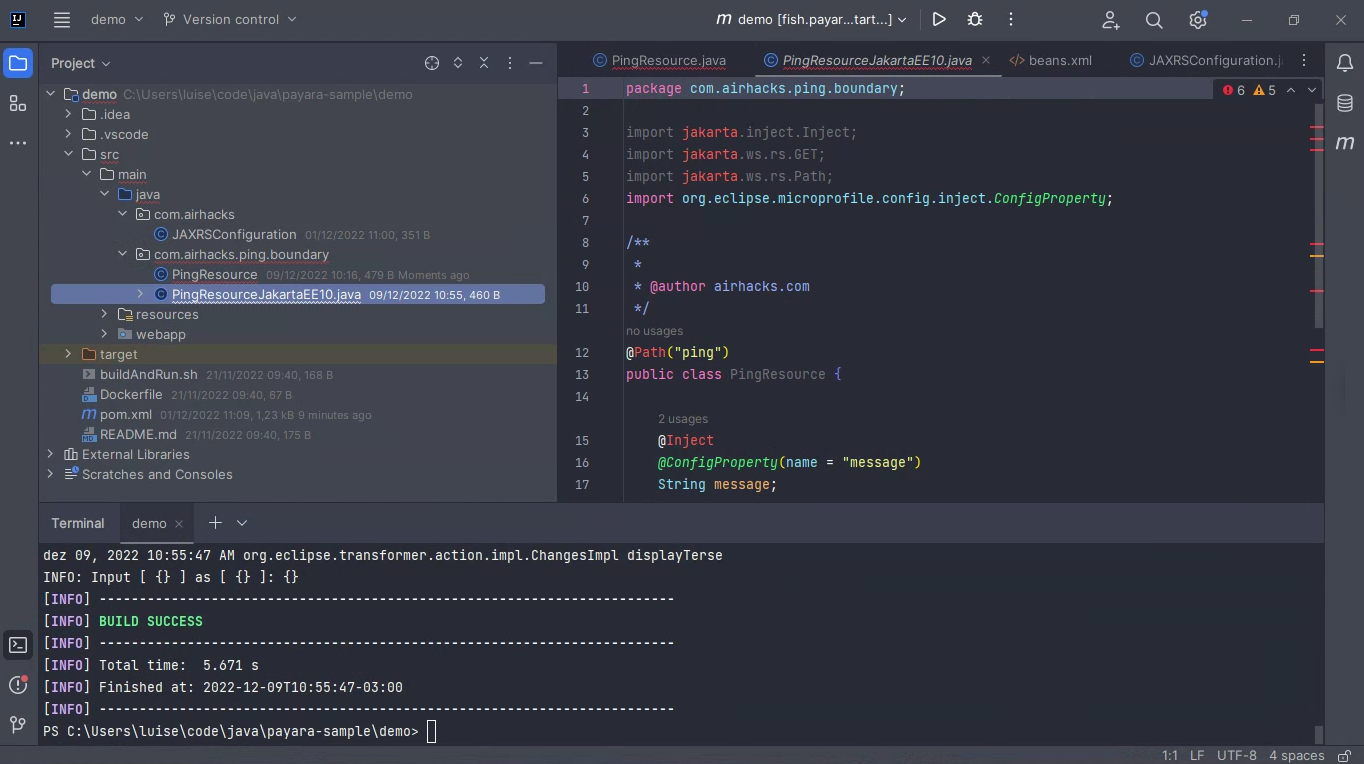 IJ
demo
Version control
m demo [fish.payar...tart...]
Project
demo C:\Users\luise\code\java\payara-sample\demo
.idea
.vscode
src
main
java
com.airhacks
JAXRSConfiguration 01/12/2022 11:00, 351 B
com.airhacks.ping.boundary
PingResource 09/12/2022 10:16, 479 B Moments ago
PingResourceJakartaEE10.java 09/12/2022 10:55, 460 B
resources
webapp
target
buildAndRun.sh 21/11/2022 09:40, 168 B
Dockerfile 21/11/2022 09:40, 67 B
m pom.xml 01/12/2022 11:09, 1,23 kB 9 minutes ago
README.md 21/11/2022 09:40, 175 B
External Libraries
Scratches and Consoles
PingResource.java
PingResourceJakartaEE10.java
beans.xml
JAXRSConfiguration.j
6 5
1 package com.airhacks.ping.boundary;
2
3 import jakarta.inject.Inject;
4 import jakarta.ws.rs.GET;
5 import jakarta.ws.rs.Path;
6 import org.eclipse.microprofile.config.inject.ConfigProperty;
7
8 /**
9 *
10 * @author airhacks.com
11 */
no usages
12 @Path("ping")
13 public class PingResource {
14
2 usages
15 @Inject
16 @ConfigProperty(name = "message")
17 String message;
m
Terminal
demo
dez 09, 2022 10:55:47 AM org.eclipse.transformer.action.impl.ChangesImpl displayTerse
INFO: Input [ {} ] as [ {} ]: {}
[INFO] ------------------------------------------------------------------------
[INFO] BUILD SUCCESS
[INFO] ------------------------------------------------------------------------
[INFO] Total time:  5.671 s
[INFO] Finished at: 2022-12-09T10:55:47-03:00
[INFO] ------------------------------------------------------------------------
PS C:\Users\luise\code\java\payara-sample\demo>
1:1 LF UTF-8 4 spaces